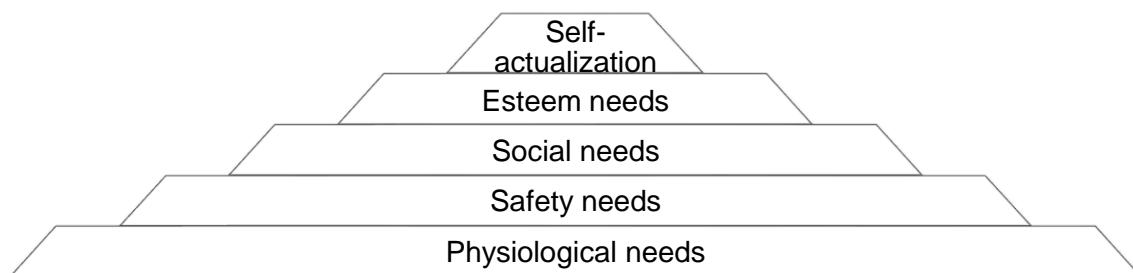 Self-
actualization
Esteem needs
Social needs
Safety needs
Physiological needs